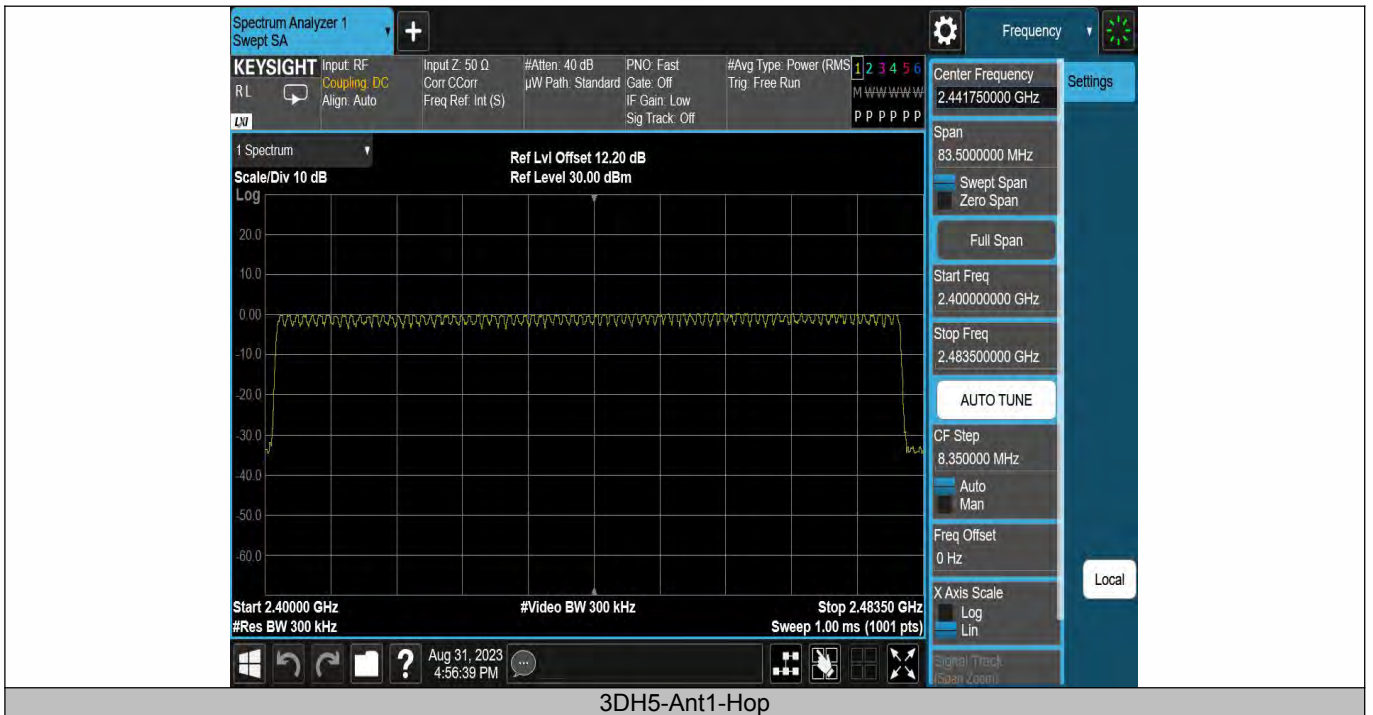 Spectrum Analyzer 1
Swept SA
+
Frequency
KEYSIGHT
RL
LXI
Input: RF
Coupling: DC
Align: Auto
Input Z: 50 Ω
Corr CCorr
Freq Ref: Int (S)
#Atten: 40 dB
µW Path: Standard
PNO: Fast
Gate: Off
IF Gain: Low
Sig Track: Off
#Avg Type: Power (RMS
Trig: Free Run
1 2 3 4 5 6
M W W W W W
P P P P P P
1 Spectrum
Scale/Div 10 dB
Ref Lvl Offset 12.20 dB
Ref Level 30.00 dBm
Log
20.0
10.0
0.00
-10.0
-20.0
-30.0
-40.0
-50.0
-60.0
Start 2.40000 GHz
#Video BW 300 kHz
Stop 2.48350 GHz
#Res BW 300 kHz
Sweep 1.00 ms (1001 pts)
Center Frequency
2.441750000 GHz
Settings
Span
83.5000000 MHz
Swept Span
Zero Span
Full Span
Start Freq
2.400000000 GHz
Stop Freq
2.483500000 GHz
AUTO TUNE
CF Step
8.350000 MHz
Auto
Man
Freq Offset
0 Hz
X Axis Scale
Log
Lin
Signal Track
(Span Zoom)
Local
?
Aug 31, 2023
4:56:39 PM
3DH5-Ant1-Hop